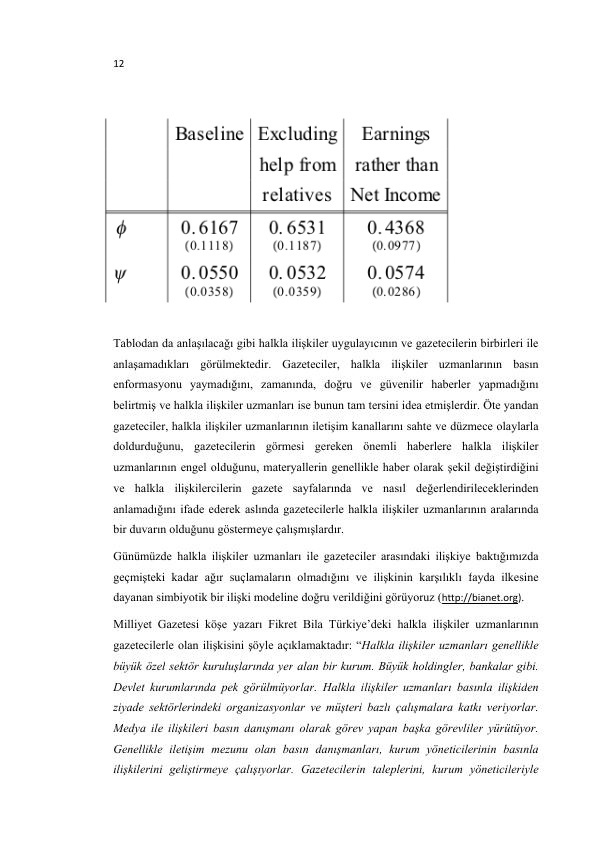 12
Baseline Excluding Earnings
help from rather than
relatives Net Income
ϕ 0.6167 0.6531 0.4368
(0.1118) (0.1187) (0.0977)
ψ 0.0550 0.0532 0.0574
(0.0358) (0.0359) (0.0286)
Tablodan da anlaşılacağı gibi halkla ilişkiler uygulayıcının ve gazetecilerin birbirleri ile
anlaşamadıkları görülmektedir. Gazeteciler, halkla ilişkiler uzmanlarının basın
enformasyonu yaymadığını, zamanında, doğru ve güvenilir haberler yapmadığını
belirtmiş ve halkla ilişkiler uzmanları ise bunun tam tersini idea etmişlerdir. Öte yandan
gazeteciler, halkla ilişkiler uzmanlarının iletişim kanallarını sahte ve düzmece olaylarla
doldurduğunu, gazetecilerin görmesi gereken önemli haberlere halkla ilişkiler
uzmanlarının engel olduğunu, materyallerin genellikle haber olarak şekil değiştirdiğini
ve halkla ilişkilercilerin gazete sayfalarında ve nasıl değerlendirileceklerinden
anlamadığını ifade ederek aslında gazetecilerle halkla ilişkiler uzmanlarının aralarında
bir duvarın olduğunu göstermeye çalışmışlardır.
Günümüzde halkla ilişkiler uzmanları ile gazeteciler arasındaki ilişkiye baktığımızda
geçmişteki kadar ağır suçlamaların olmadığını ve ilişkinin karşılıklı fayda ilkesine
dayanan simbiyotik bir ilişki modeline doğru verildiğini görüyoruz (http://bianet.org).
Milliyet Gazetesi köşe yazarı Fikret Bila Türkiye’deki halkla ilişkiler uzmanlarının
gazetecilerle olan ilişkisini şöyle açıklamaktadır: “Halkla ilişkiler uzmanları genellikle
büyük özel sektör kuruluşlarında yer alan bir kurum. Büyük holdingler, bankalar gibi.
Devlet kurumlarında pek görülmüyorlar. Halkla ilişkiler uzmanları basınla ilişkiden
ziyade sektörlerindeki organizasyonlar ve müşteri bazlı çalışmalara katkı veriyorlar.
Medya ile ilişkileri basın danışmanı olarak görev yapan başka görevliler yürütüyor.
Genellikle iletişim mezunu olan basın danışmanları, kurum yöneticilerinin basınla
ilişkilerini geliştirmeye çalışıyorlar. Gazetecilerin taleplerini, kurum yöneticileriyle